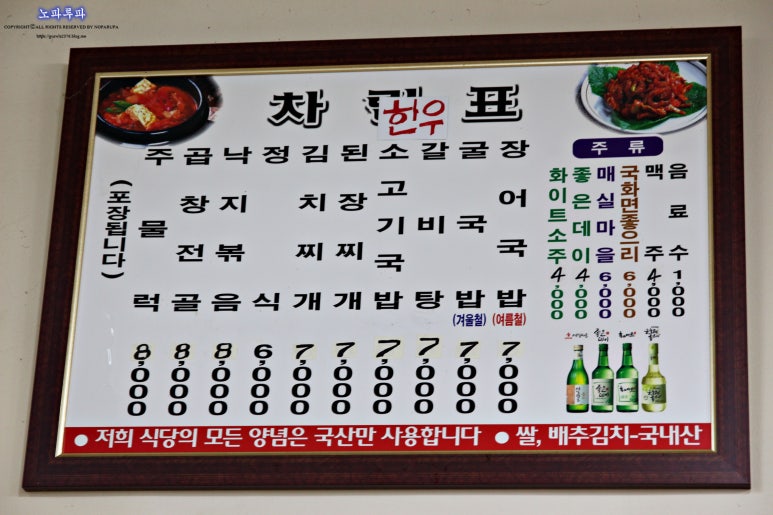 노파루파
COPYRIGHTⓒALL RIGHTS RESERVED BY NOPARUPA
차림표
한우
장어국밥 (여름철) 7,000
굴국밥 (겨울철) 7,000
갈비탕 7,000
소고기국밥 7,000
된장찌개 7,000
김치찌개 7,000
정식 6,000
낙지볶음 8,000
곱창전골 8,000
주물럭 8,000
(포장됩니다)
주류
음료수 1,000
맥주 4,000
국화면좋으리 6,000
매실마을 6,000
좋은데이 4,000
화이트소주 4,000
● 저희 식당의 모든 양념은 국산만 사용합니다 ● 쌀, 배추김치-국내산